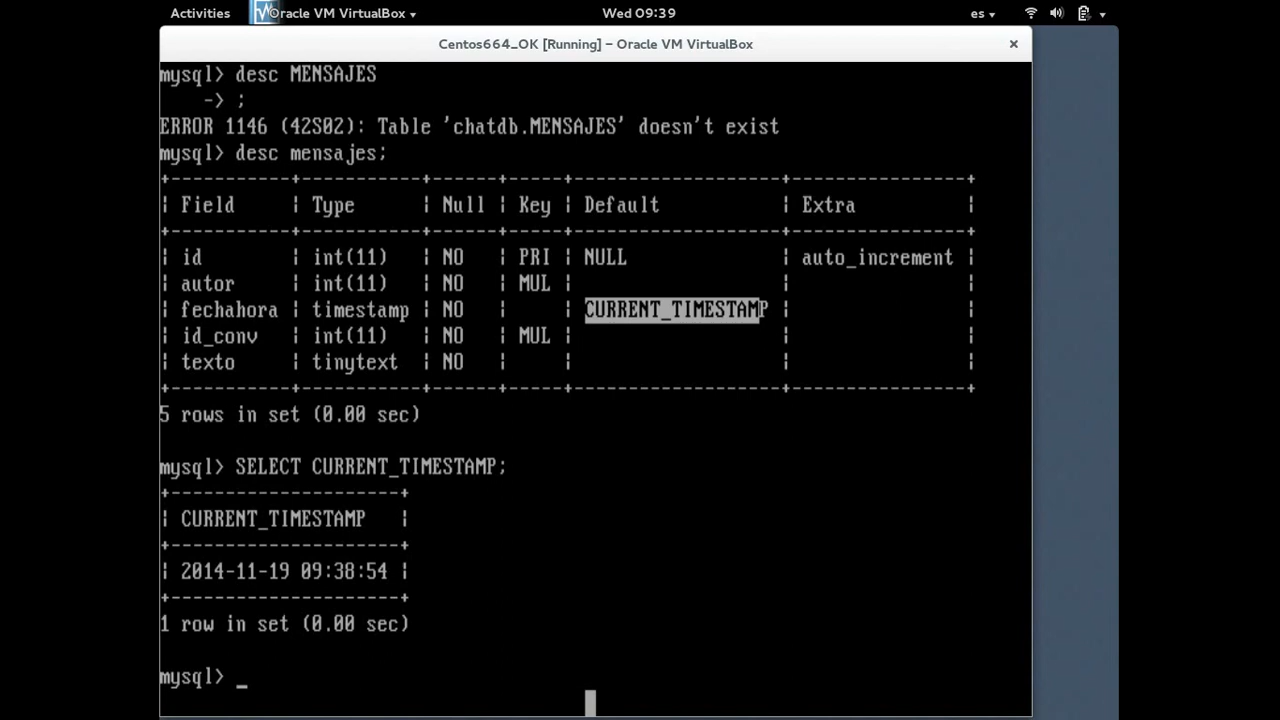 Activities Oracle VM VirtualBox Wed 09:39 es
Centos664_OK [Running] – Oracle VM VirtualBox ×
mysql> desc MENSAJES
    -> ;
ERROR 1146 (42S02): Table 'chatdb.MENSAJES' doesn't exist
mysql> desc mensajes;
+-----------+-----------+------+-----+-------------------+----------------+
| Field     | Type      | Null | Key | Default           | Extra          |
+-----------+-----------+------+-----+-------------------+----------------+
| id        | int(11)   | NO   | PRI | NULL              | auto_increment |
| autor     | int(11)   | NO   | MUL |                   |                |
| fechahora | timestamp | NO   |     | CURRENT_TIMESTAMP |                |
| id_conv   | int(11)   | NO   | MUL |                   |                |
| texto     | tinytext  | NO   |     |                   |                |
+-----------+-----------+------+-----+-------------------+----------------+
5 rows in set (0.00 sec)
mysql> SELECT CURRENT_TIMESTAMP;
+---------------------+
| CURRENT_TIMESTAMP   |
+---------------------+
| 2014-11-19 09:38:54 |
+---------------------+
1 row in set (0.00 sec)
mysql> _